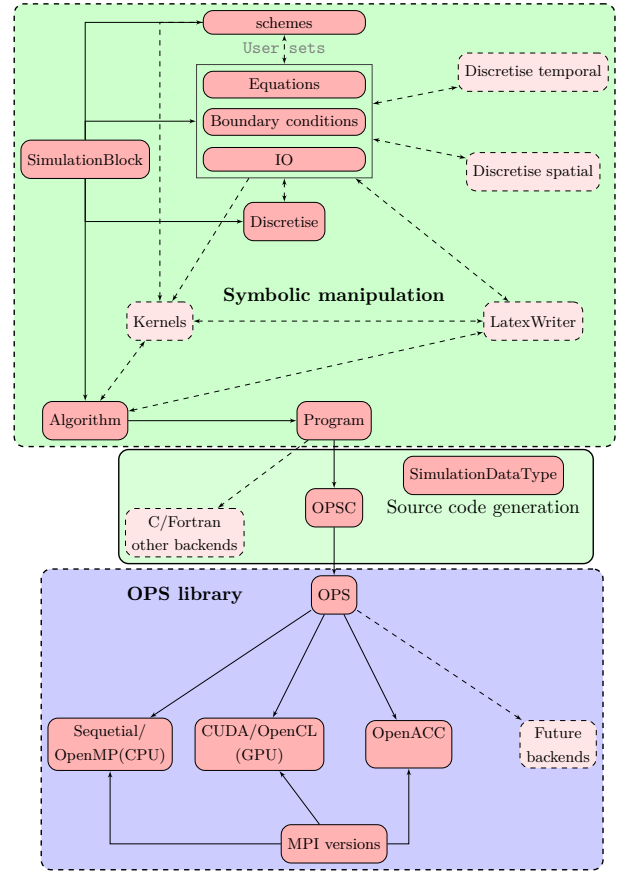 schemes
User sets
Equations
Discretise temporal
Boundary conditions
SimulationBlock
IO
Discretise spatial
Discretise
Symbolic manipulation
Kernels
LatexWriter
Algorithm
Program
SimulationDataType
OPSC
Source code generation
C/Fortran
other backends
OPS library
OPS
Sequetial/
OpenMP(CPU)
CUDA/OpenCL
(GPU)
OpenACC
Future
backends
MPI versions